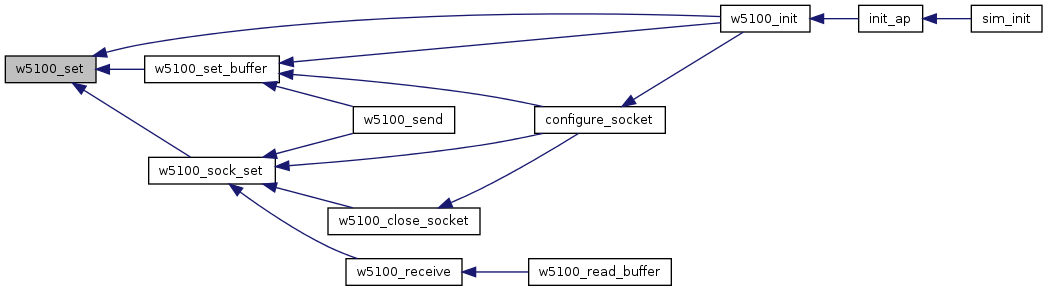 w5100_init
init_ap
sim_init
w5100_set
w5100_set_buffer
w5100_send
configure_socket
w5100_sock_set
w5100_close_socket
w5100_receive
w5100_read_buffer